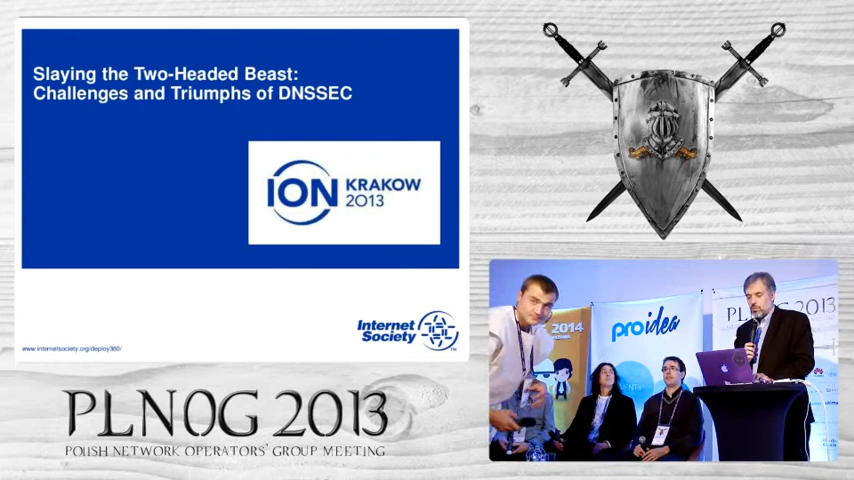 Slaying the Two-Headed Beast:
Challenges and Triumphs of DNSSEC
ION KRAKOW
2013
Internet
Society
TM
www.internetsociety.org/deploy360/
PLNOG 2013
POLISH NETWORK OPERATORS' GROUP MEETING
2014
proidea
PLNOG 2013